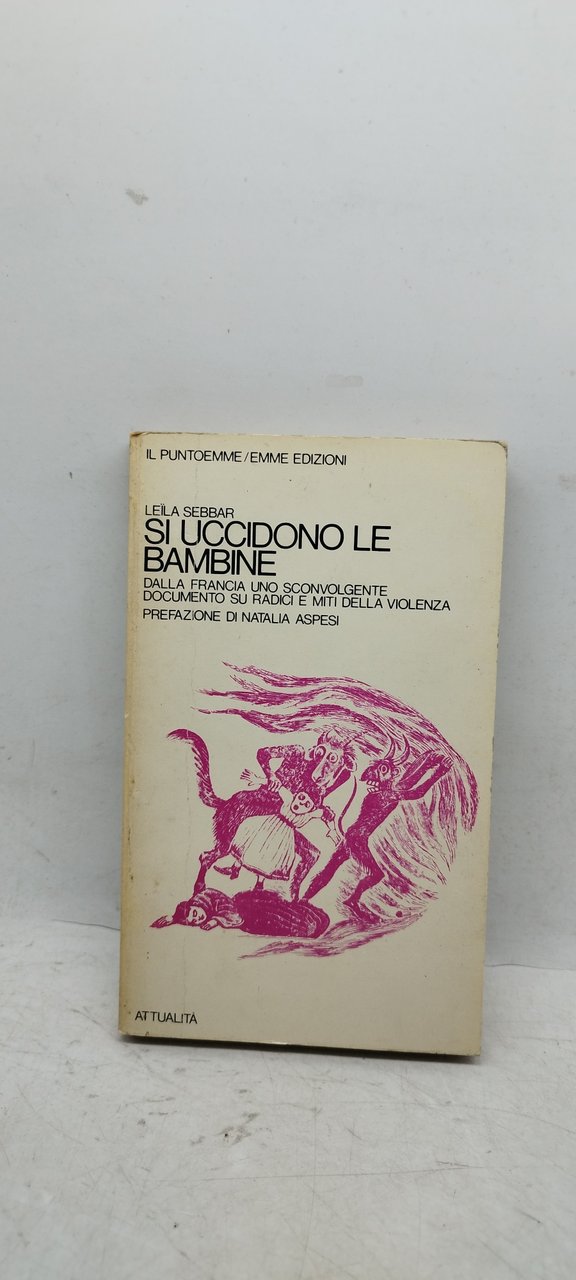 IL PUNTOEMME/EMME EDIZIONI
LEÏLA SEBBAR
SI UCCIDONO LE
BAMBINE
DALLA FRANCIA UNO SCONVOLGENTE
DOCUMENTO SU RADICI E MITI DELLA VIOLENZA
PREFAZIONE DI NATALIA ASPESI
ATTUALITÀ